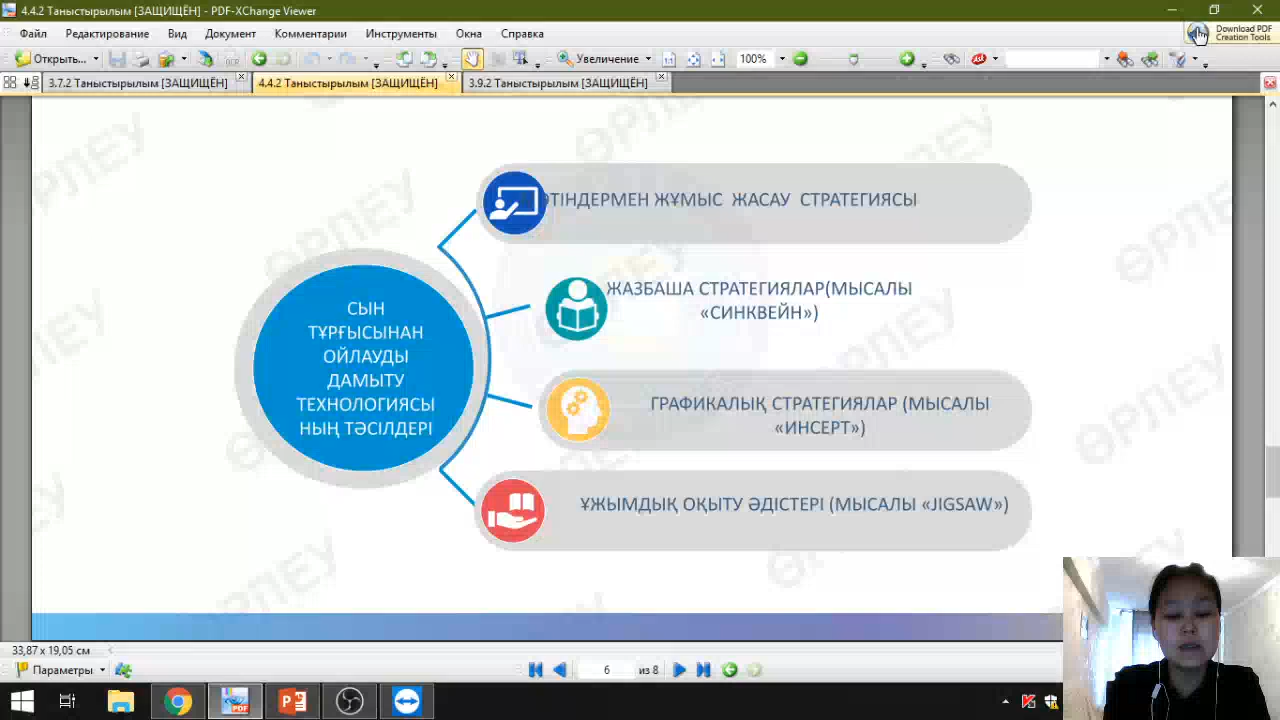 4.4.2 Таныстырылым [ЗАЩИЩЁН] - PDF-XChange Viewer
Файл Редактирование Вид Документ Комментарии Инструменты Окна Справка
Download PDF
Creation Tools
Открыть... Увеличение 100%
3.7.2 Таныстырылым [ЗАЩИЩЁН] 4.4.2 Таныстырылым [ЗАЩИЩЁН] 3.9.2 Таныстырылым [ЗАЩИЩЁН]
ӨРЛЕУ
СЫН
ТҰРҒЫСЫНАН
ОЙЛАУДЫ
ДАМЫТУ
ТЕХНОЛОГИЯСЫ
НЫҢ ТӘСІЛДЕРІ
ӘТІНДЕРМЕН ЖҰМЫС ЖАСАУ СТРАТЕГИЯСЫ
ЖАЗБАША СТРАТЕГИЯЛАР(МЫСАЛЫ
«СИНКВЕЙН»)
ГРАФИКАЛЫҚ СТРАТЕГИЯЛАР (МЫСАЛЫ
«ИНСЕРТ»)
ҰЖЫМДЫҚ ОҚЫТУ ӘДІСТЕРІ (МЫСАЛЫ «JIGSAW»)
33,87 x 19,05 см
Параметры 6 из 8